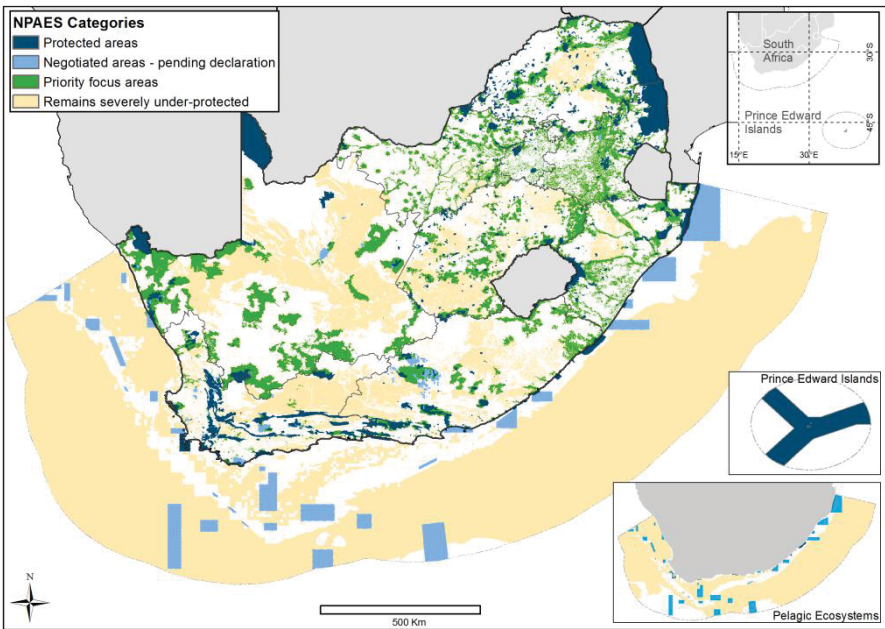 NPAES Categories
Protected areas
Negotiated areas - pending declaration
Priority focus areas
Remains severely under-protected
South
Africa
30°S
Prince Edward
Islands
45°S
15°E
30°E
Prince Edward Islands
N
500 Km
Pelagic Ecosystems